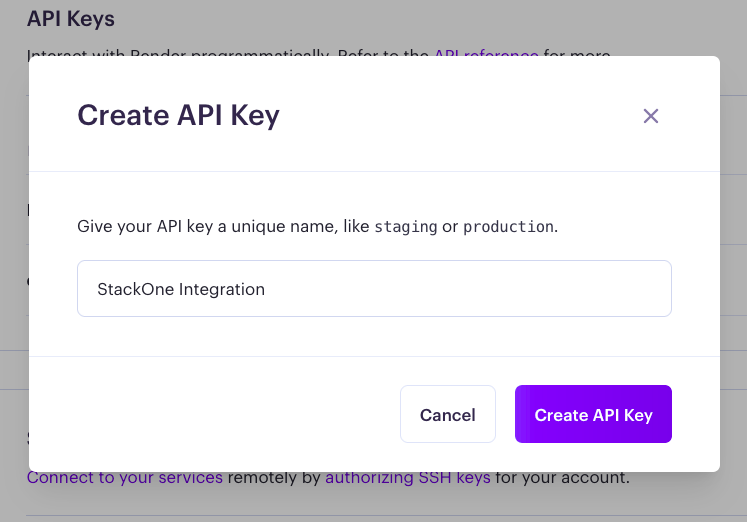 API Keys
Interact with Render programmatically. Refer to the API reference for more
Create API Key
Give your API key a unique name, like staging or production.
StackOne Integration
Cancel
Create API Key
Connect to your services remotely by authorizing SSH keys for your account.